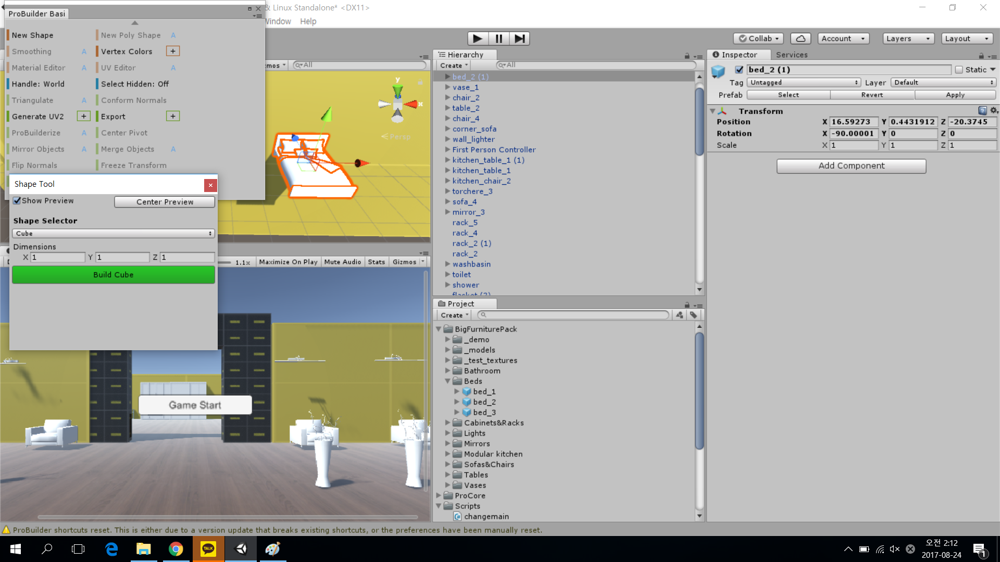 & Linux Standalone* <DX11>
Window Help
ProBuilder Basi
New Shape
New Poly Shape A
Smoothing A
Vertex Colors +
Material Editor A
UV Editor A
Handle: World
Select Hidden: Off
Triangulate A
Conform Normals
Generate UV2 +
Export +
ProBuilderize A
Center Pivot
Mirror Objects A
Merge Objects A
Flip Normals
Freeze Transform
Shape Tool
Show Preview
Center Preview
Shape Selector
Cube
Dimensions
X 1 Y 1 Z 1
Build Cube
All
y
x
Persp
1.1x Maximize On Play Mute Audio Stats Gizmos
Game Start
Collab Account Layers Layout
Hierarchy
Create All
bed_2 (1)
vase_1
chair_2
table_2
chair_4
corner_sofa
wall_lighter
First Person Controller
kitchen_table_1 (1)
kitchen_table_1
kitchen_chair_2
torchere_3
sofa_4
mirror_3
rack_5
rack_4
rack_2 (1)
rack_2
washbasin
toilet
shower
Project
Create
BigFurniturePack
_demo
_models
_test_textures
Bathroom
Beds
bed_1
bed_2
bed_3
Cabinets&Racks
Lights
Mirrors
Modular kitchen
Sofas&Chairs
Tables
Vases
ProCore
Scripts
changemain
Inspector Services
bed_2 (1) Static
Tag Untagged Layer Default
Prefab Select Revert Apply
Transform
Position X 16.59273 Y 0.4431912 Z -20.3745
Rotation X -90.00001 Y 0 Z 0
Scale X 1 Y 1 Z 1
Add Component
ProBuilder shortcuts reset. This is either due to a version update that breaks existing shortcuts, or the preferences have been manually reset.
TALK
오전 2:12
2017-08-24
1